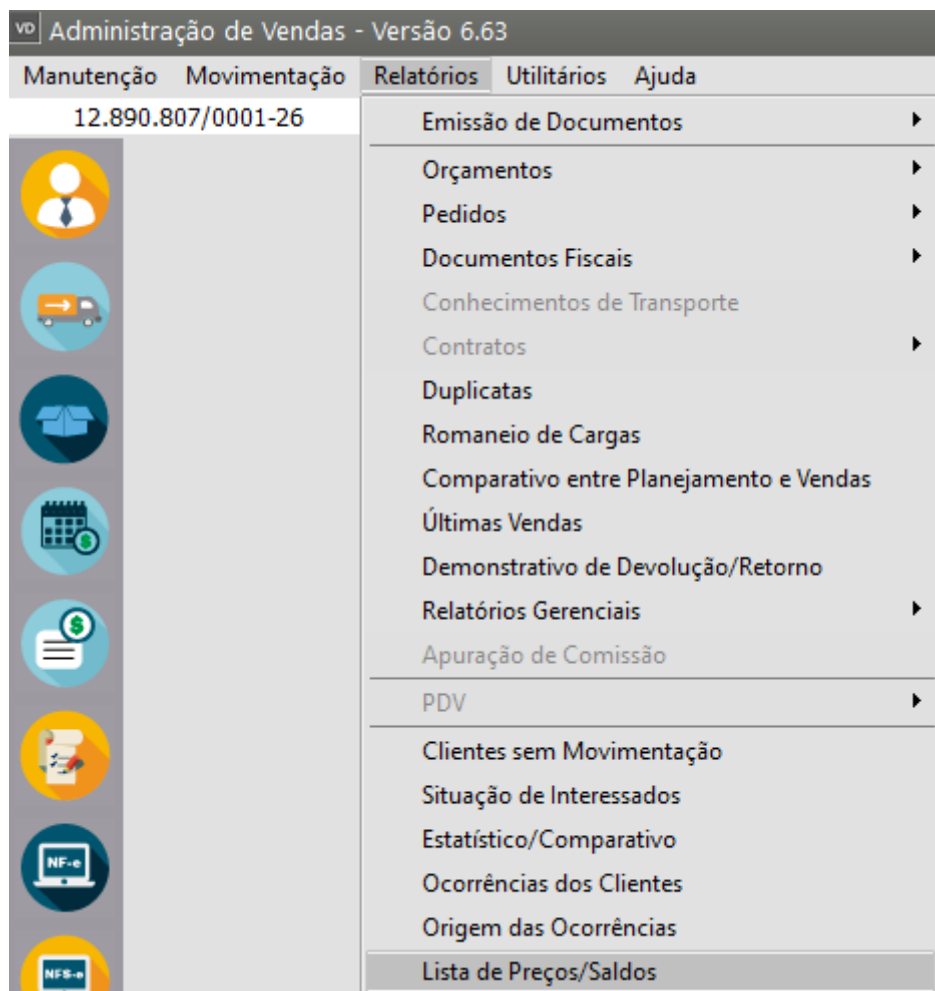 VD Administração de Vendas - Versão 6.63
Manutenção Movimentação Relatórios Utilitários Ajuda
12.890.807/0001-26
Emissão de Documentos
Orçamentos
Pedidos
Documentos Fiscais
Conhecimentos de Transporte
Contratos
Duplicatas
Romaneio de Cargas
Comparativo entre Planejamento e Vendas
Últimas Vendas
Demonstrativo de Devolução/Retorno
Relatórios Gerenciais
Apuração de Comissão
PDV
Clientes sem Movimentação
Situação de Interessados
Estatístico/Comparativo
NF-e
Ocorrências dos Clientes
Origem das Ocorrências
NFS-e
Lista de Preços/Saldos